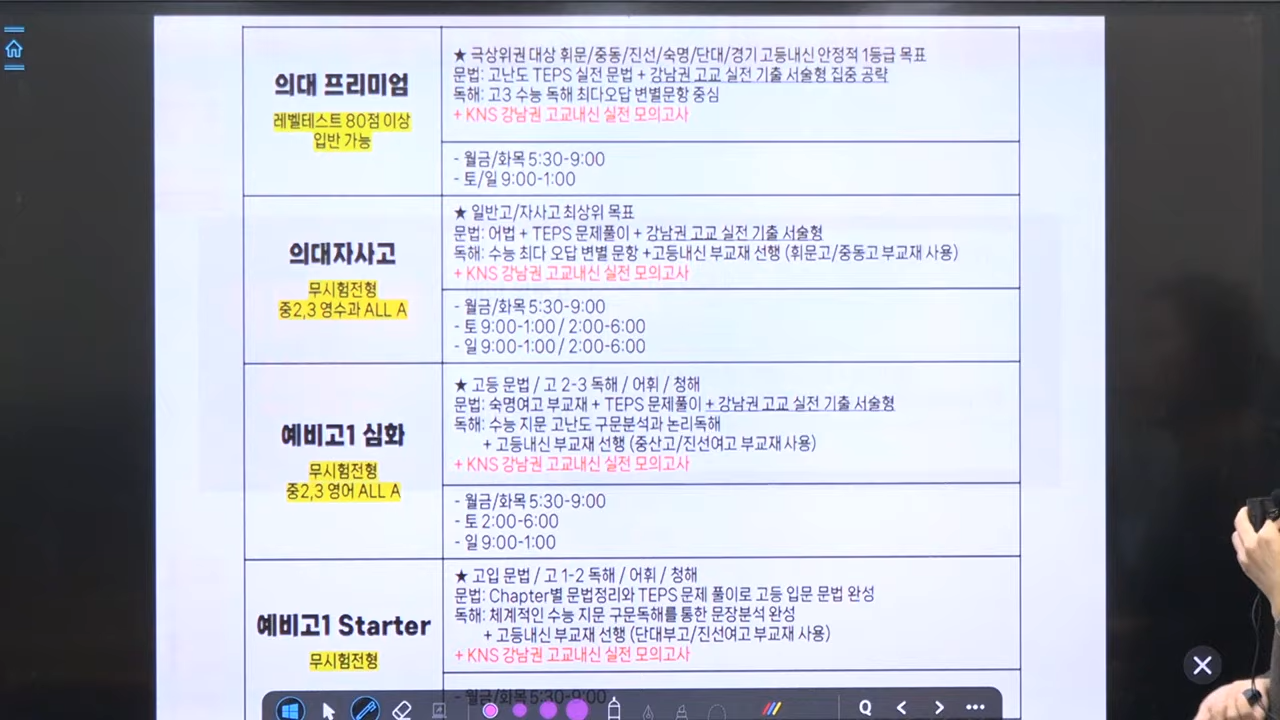 의대 프리미엄
레벨테스트 80점 이상
입반 가능
★ 극상위권 대상 휘문/중동/진선/숙명/단대/경기 고등내신 안정적 1등급 목표
문법: 고난도 TEPS 실전 문법 + 강남권 고교 실전 기출 서술형 집중 공략
독해: 고3 수능 독해 최다오답 변별문항 중심
+ KNS 강남권 고교내신 실전 모의고사
- 월금/화목 5:30-9:00
- 토/일 9:00-1:00
의대자사고
무시험전형
중2,3 영수과 ALL A
★ 일반고/자사고 최상위 목표
문법: 어법 + TEPS 문제풀이 + 강남권 고교 실전 기출 서술형
독해: 수능 최다 오답 변별 문항 +고등내신 부교재 선행 (휘문고/중동고 부교재 사용)
+ KNS 강남권 고교내신 실전 모의고사
- 월금/화목 5:30-9:00
- 토 9:00-1:00 / 2:00-6:00
- 일 9:00-1:00 / 2:00-6:00
예비고1 심화
무시험전형
중2,3 영어 ALL A
★ 고등 문법 / 고 2-3 독해 / 어휘 / 청해
문법: 숙명여고 부교재 + TEPS 문제풀이 + 강남권 고교 실전 기출 서술형
독해: 수능 지문 고난도 구문분석과 논리독해
+ 고등내신 부교재 선행 (중산고/진선여고 부교재 사용)
+ KNS 강남권 고교내신 실전 모의고사
- 월금/화목 5:30-9:00
- 토 2:00-6:00
- 일 9:00-1:00
예비고1 Starter
무시험전형
★ 고입 문법 / 고 1-2 독해 / 어휘 / 청해
문법: Chapter별 문법정리와 TEPS 문제 풀이로 고등 입문 문법 완성
독해: 체계적인 수능 지문 구문독해를 통한 문장분석 완성
+ 고등내신 부교재 선행 (단대부고/진선여고 부교재 사용)
+ KNS 강남권 고교내신 실전 모의고사
- 월금/화목 5:30-9:00